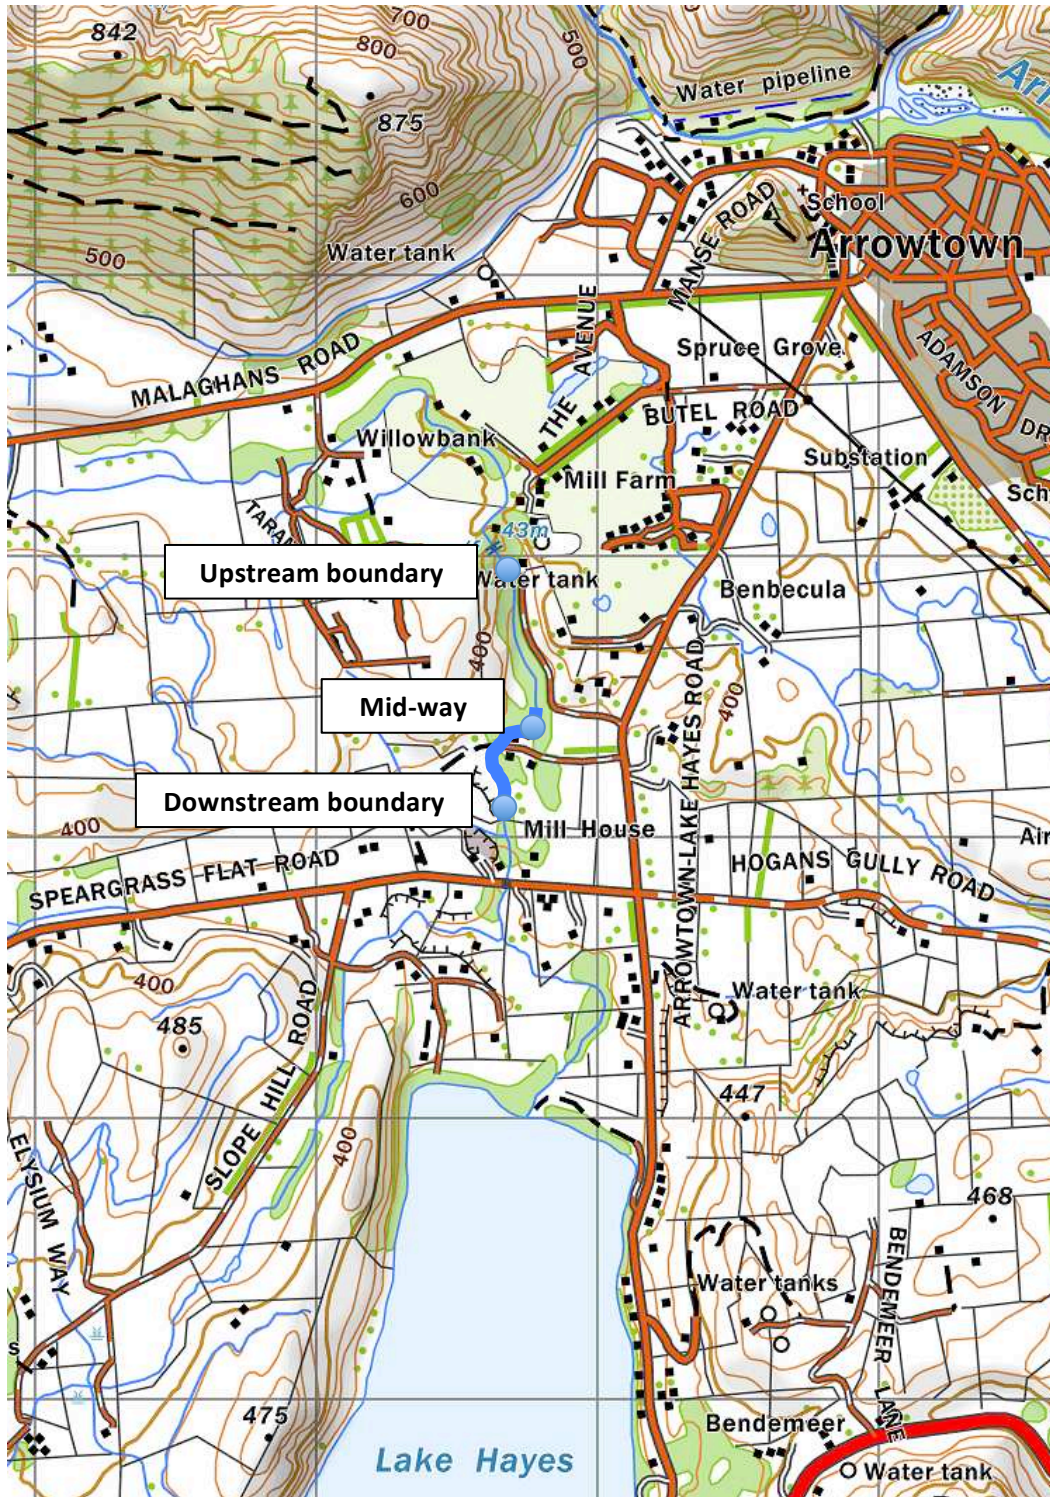 842
700
800
500
875
600
500
Water pipeline
MANSE ROAD
School
Arrowtown
Water tank
MALAGHANS ROAD
THE AVENUE
Spruce Grove
ADAMSON
BUTEL ROAD
Willowbank
Substation
Mill Farm
43m
Upstream boundary
Water tank
Benbecula
400
Mid-way
400
ARROWTOWN-LAKE HAYES ROAD
Downstream boundary
400
Mill House
SPEARGRASS FLAT ROAD
HOGANS GULLY ROAD
400
485
Water tank
SLOPE HILL ROAD
447
400
ELYSIUM WAY
468
BENDEMEER LANE
Water tanks
475
Bendemeer
Lake Hayes
Water tank